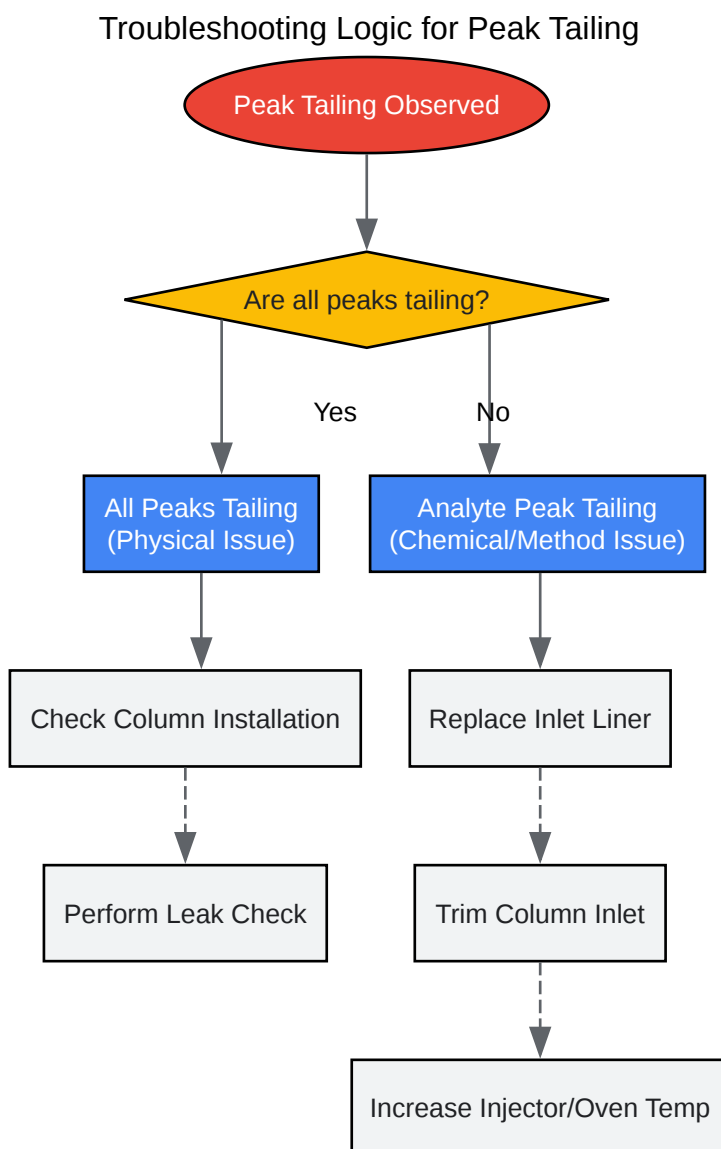 Troubleshooting Logic for Peak Tailing
Peak Tailing Observed
Are all peaks tailing?
Yes
No
All Peaks Tailing
(Physical Issue)
Analyte Peak Tailing
(Chemical/Method Issue)
Check Column Installation
Replace Inlet Liner
Perform Leak Check
Trim Column Inlet
Increase Injector/Oven Temp